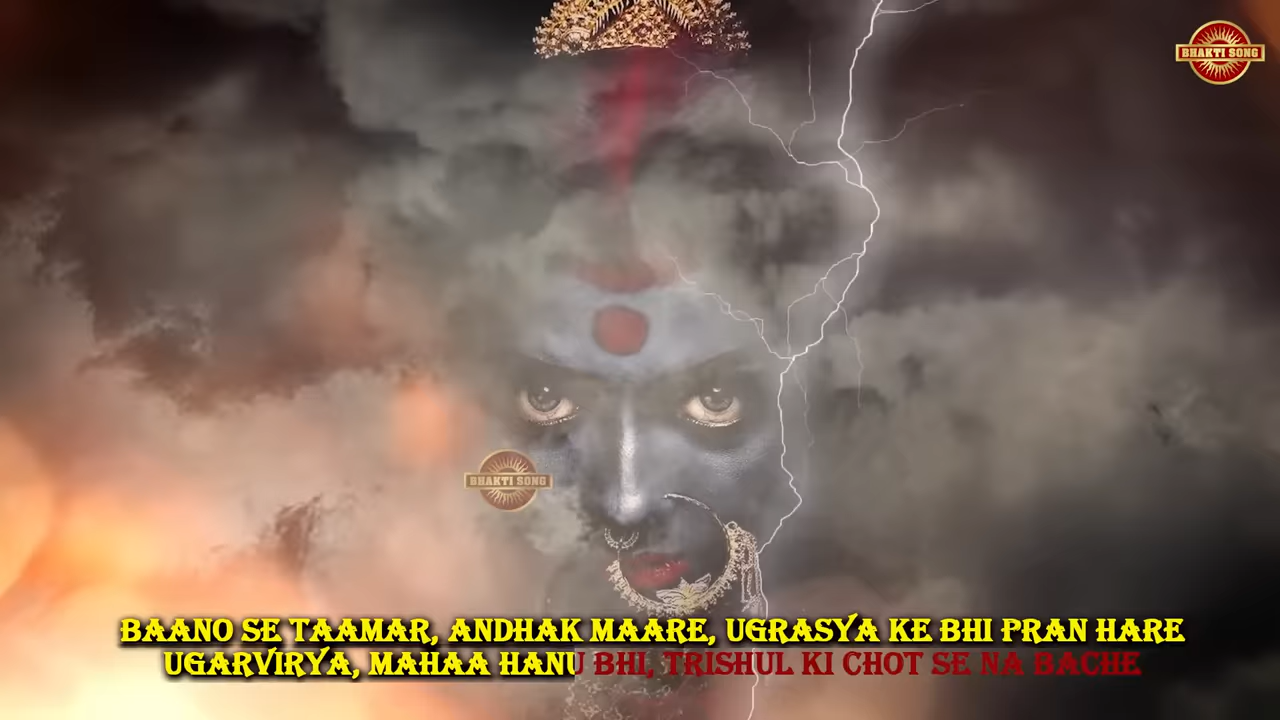 BHAKTI SONG
BHAKTI SONG
BAANO SE TAAMAR, ANDHAK MAARE, UGRASYA KE BHI PRAN HARE
UGARVIRYA, MAHAA HANU BHI, TRISHUL KI CHOT SE NA BACHE